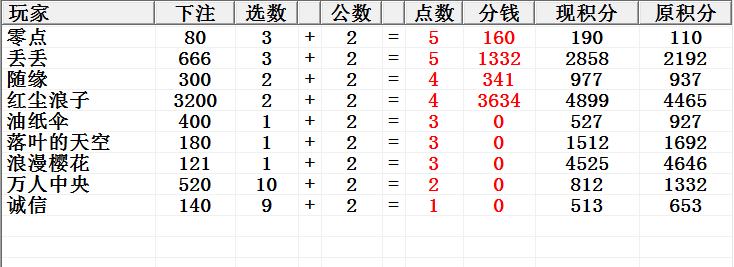 玩家 下注 选数 公数 点数 分钱 现积分 原积分
零点 80 3 + 2 = 5 160 190 110
丢丢 666 3 + 2 = 5 1332 2858 2192
随缘 300 2 + 2 = 4 341 977 937
红尘浪子 3200 2 + 2 = 4 3634 4899 4465
油纸伞 400 1 + 2 = 3 0 527 927
落叶的天空 180 1 + 2 = 3 0 1512 1692
浪漫樱花 121 1 + 2 = 3 0 4525 4646
万人中央 520 10 + 2 = 2 0 812 1332
诚信 140 9 + 2 = 1 0 513 653